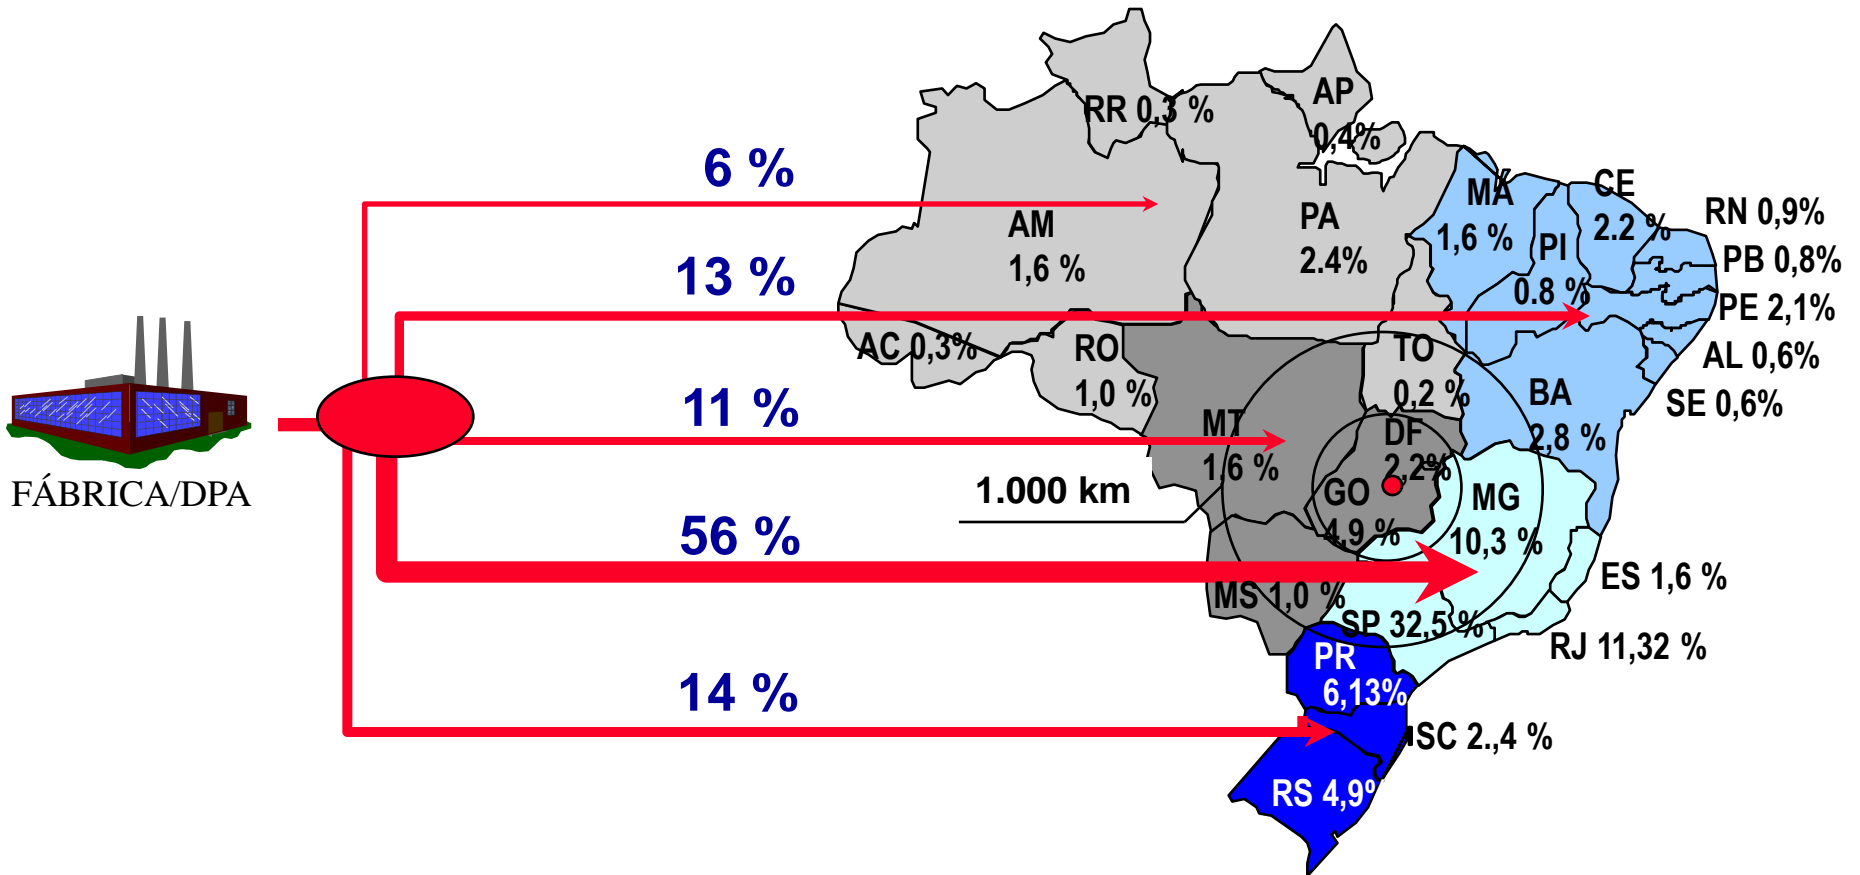 6 %
13 %
11 %
56 %
14 %
FÁBRICA/DPA
1.000 km
RR 0,3 %
AP
0,4%
AM
1,6 %
PA
2.4%
MA
1,6 %
CE
2.2 %
PI
0.8 %
RN 0,9%
PB 0,8%
PE 2,1%
AL 0,6%
SE 0,6%
AC 0,3%
RO
1,0 %
TO
0,2 %
BA
2,8 %
MT
1,6 %
DF
2,2%
GO
4,9 %
MG
10,3 %
ES 1,6 %
MS 1,0 %
SP 32,5 %
RJ 11,32 %
PR
6,13%
SC 2.,4 %
RS 4,9%